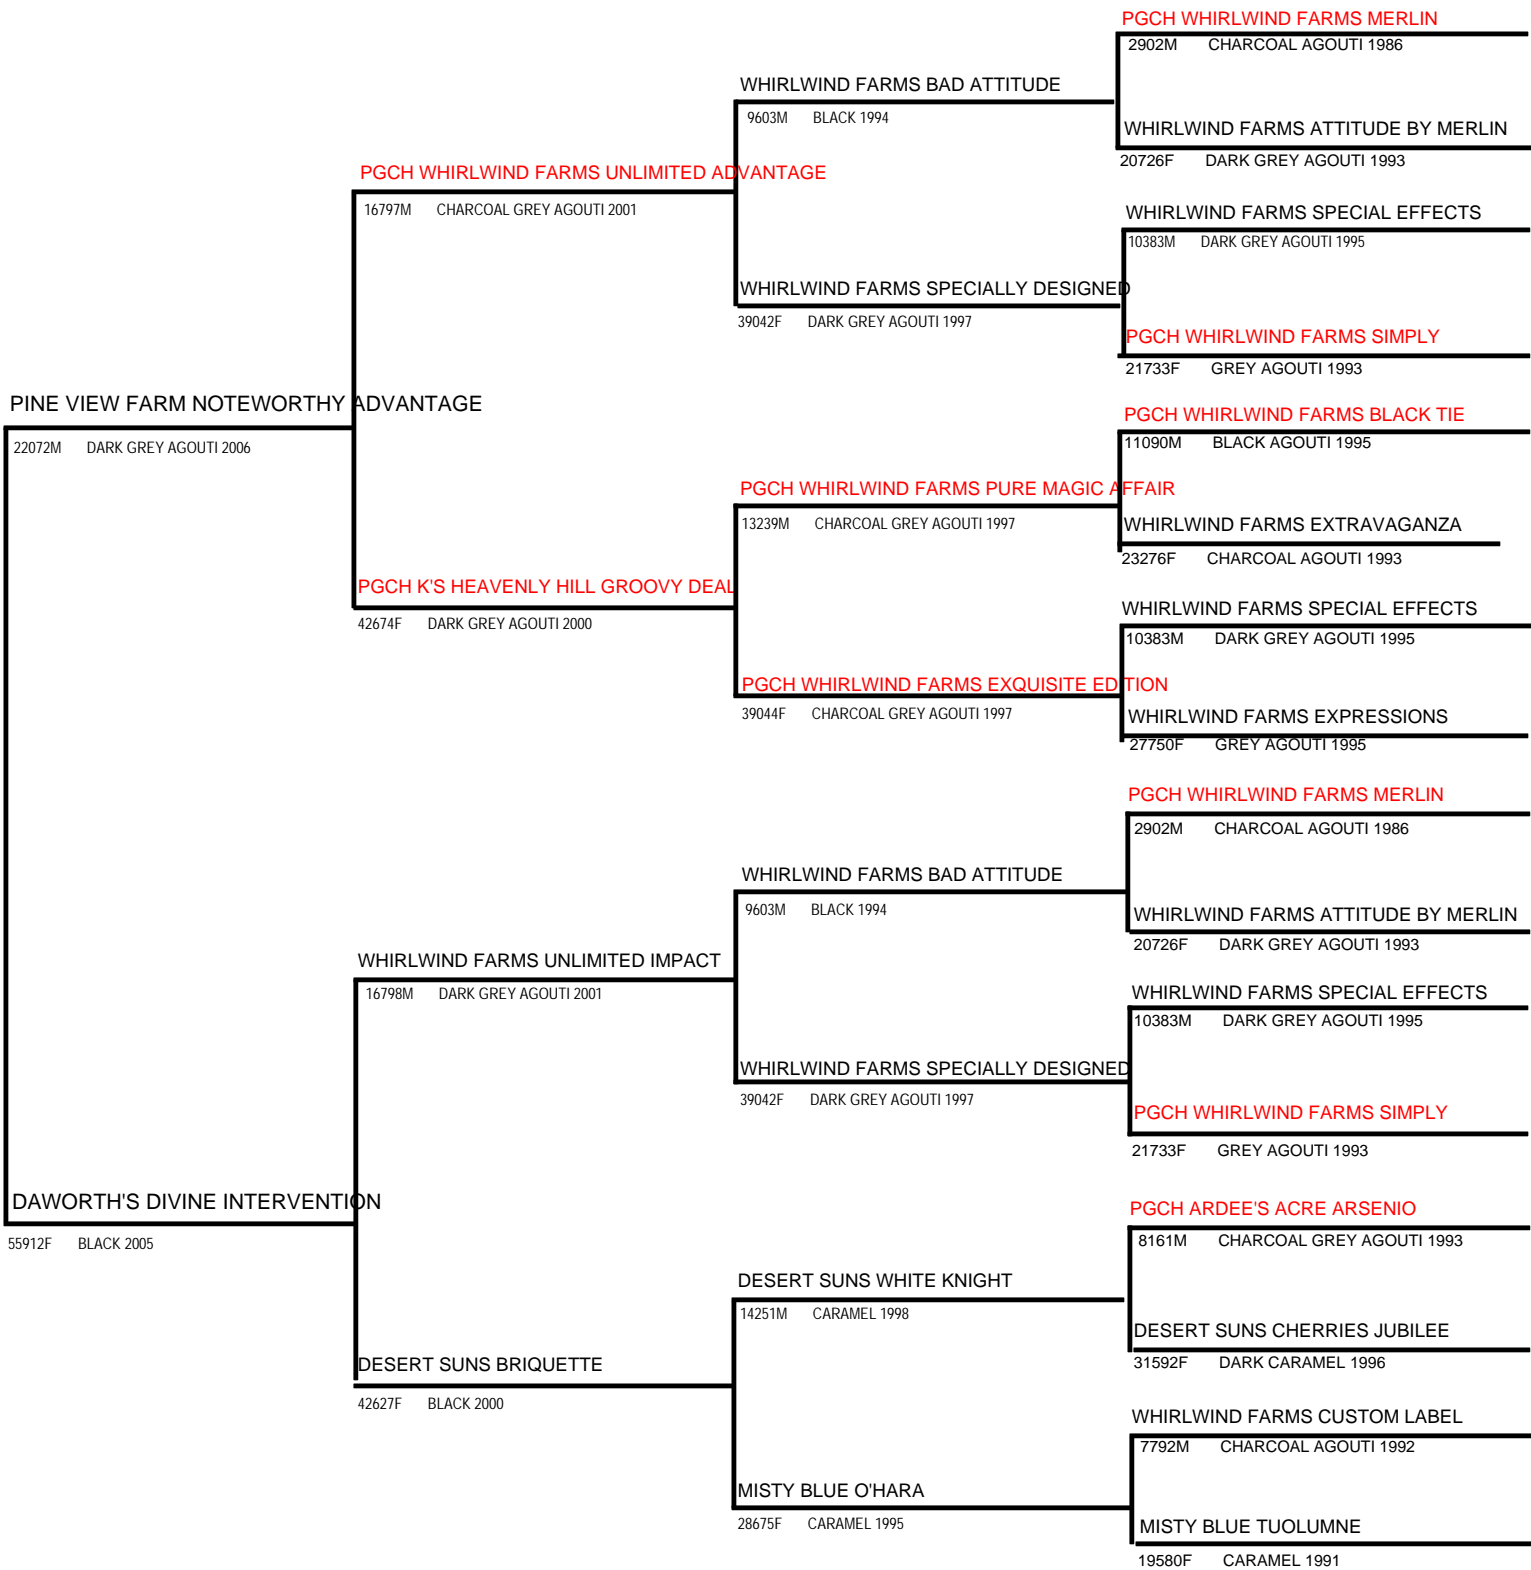 PGCH WHIRLWIND FARMS MERLIN
2902M CHARCOAL AGOUTI 1986
WHIRLWIND FARMS BAD ATTITUDE
9603M BLACK 1994
WHIRLWIND FARMS ATTITUDE BY MERLIN
20726F DARK GREY AGOUTI 1993
PGCH WHIRLWIND FARMS UNLIMITED ADVANTAGE
16797M CHARCOAL GREY AGOUTI 2001
WHIRLWIND FARMS SPECIAL EFFECTS
10383M DARK GREY AGOUTI 1995
WHIRLWIND FARMS SPECIALLY DESIGNED
39042F DARK GREY AGOUTI 1997
PGCH WHIRLWIND FARMS SIMPLY
21733F GREY AGOUTI 1993
PINE VIEW FARM NOTEWORTHY ADVANTAGE
22072M DARK GREY AGOUTI 2006
PGCH WHIRLWIND FARMS BLACK TIE
11090M BLACK AGOUTI 1995
PGCH WHIRLWIND FARMS PURE MAGIC AFFAIR
13239M CHARCOAL GREY AGOUTI 1997
WHIRLWIND FARMS EXTRAVAGANZA
23276F CHARCOAL AGOUTI 1993
PGCH K'S HEAVENLY HILL GROOVY DEAL
42674F DARK GREY AGOUTI 2000
WHIRLWIND FARMS SPECIAL EFFECTS
10383M DARK GREY AGOUTI 1995
PGCH WHIRLWIND FARMS EXQUISITE EDITION
39044F CHARCOAL GREY AGOUTI 1997
WHIRLWIND FARMS EXPRESSIONS
27750F GREY AGOUTI 1995
PGCH WHIRLWIND FARMS MERLIN
2902M CHARCOAL AGOUTI 1986
WHIRLWIND FARMS BAD ATTITUDE
9603M BLACK 1994
WHIRLWIND FARMS ATTITUDE BY MERLIN
20726F DARK GREY AGOUTI 1993
WHIRLWIND FARMS UNLIMITED IMPACT
16798M DARK GREY AGOUTI 2001
WHIRLWIND FARMS SPECIAL EFFECTS
10383M DARK GREY AGOUTI 1995
WHIRLWIND FARMS SPECIALLY DESIGNED
39042F DARK GREY AGOUTI 1997
PGCH WHIRLWIND FARMS SIMPLY
21733F GREY AGOUTI 1993
DAWORTH'S DIVINE INTERVENTION
55912F BLACK 2005
PGCH ARDEE'S ACRE ARSENIO
8161M CHARCOAL GREY AGOUTI 1993
DESERT SUNS WHITE KNIGHT
14251M CARAMEL 1998
DESERT SUNS CHERRIES JUBILEE
31592F DARK CARAMEL 1996
DESERT SUNS BRIQUETTE
42627F BLACK 2000
WHIRLWIND FARMS CUSTOM LABEL
7792M CHARCOAL AGOUTI 1992
MISTY BLUE O'HARA
28675F CARAMEL 1995
MISTY BLUE TUOLUMNE
19580F CARAMEL 1991